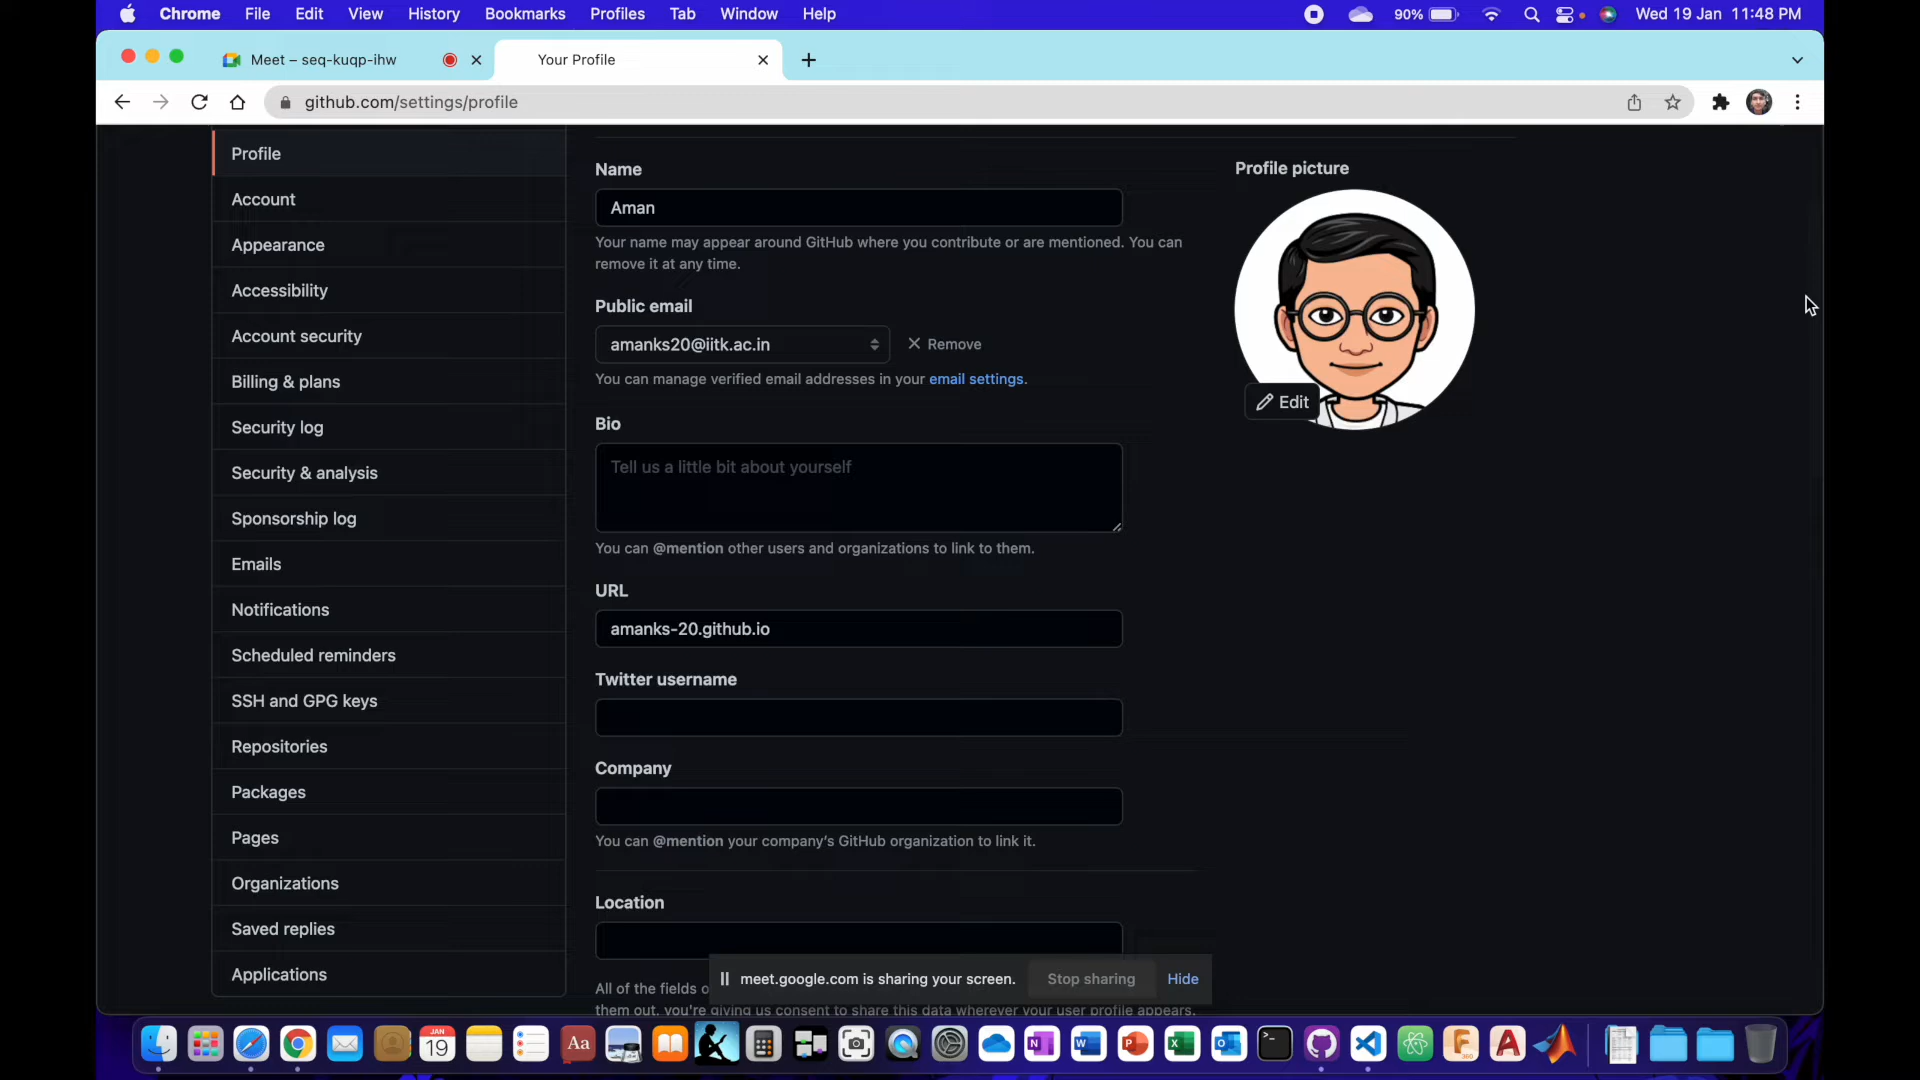 Chrome File Edit View History Bookmarks Profiles Tab Window Help 90% Wed 19 Jan 11:48 PM
Meet – seq-kuqp-ihw Your Profile
github.com/settings/profile
Profile
Account
Appearance
Accessibility
Account security
Billing & plans
Security log
Security & analysis
Sponsorship log
Emails
Notifications
Scheduled reminders
SSH and GPG keys
Repositories
Packages
Pages
Organizations
Saved replies
Applications
Name
Aman
Your name may appear around GitHub where you contribute or are mentioned. You can
remove it at any time.
Public email
amanks20@iitk.ac.in Remove
You can manage verified email addresses in your email settings.
Bio
Tell us a little bit about yourself
You can @mention other users and organizations to link to them.
URL
amanks-20.github.io
Twitter username
Company
You can @mention your company's GitHub organization to link it.
Location
All of the fields
them out, you're giving us consent to share this data wherever your user profile appears.
Profile picture
Edit
meet.google.com is sharing your screen. Stop sharing Hide
JAN
19
Aa